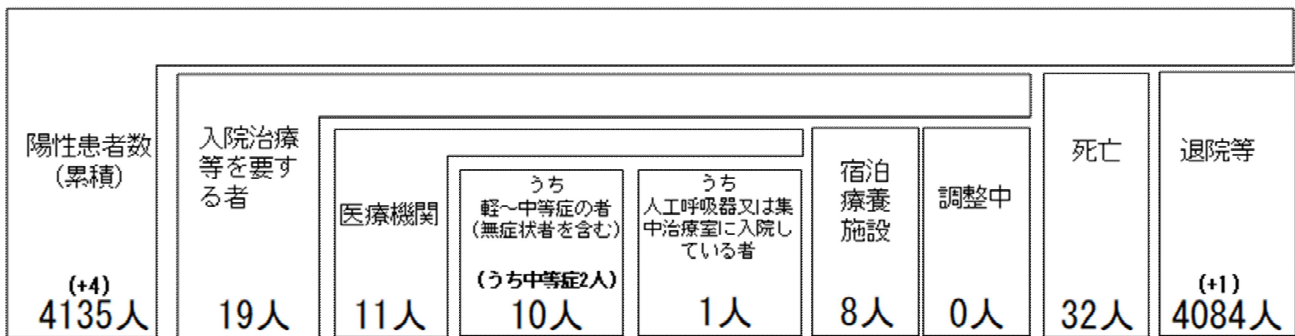 陽性患者数
(累積)
(+4)
4135人
入院治療
等を要す
る者
19人
医療機関
11人
うち
軽～中等症の者
(無症状者を含む)
(うち中等症2人)
10人
うち
人工呼吸器又は集
中治療室に入院し
ている者
1人
宿泊
療養
施設
8人
調整中
0人
死亡
32人
退院等
(+1)
4084人